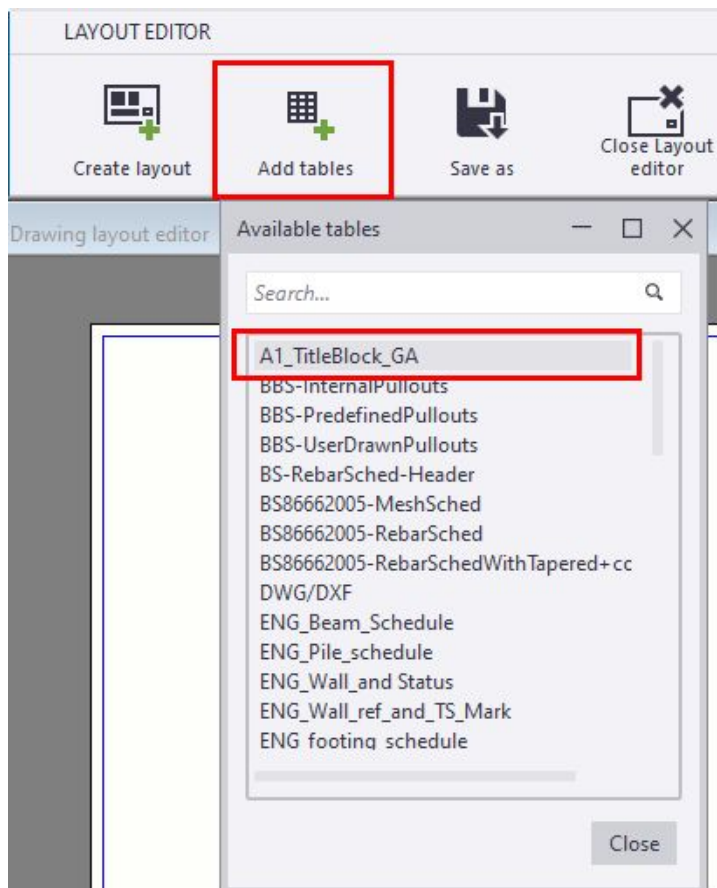 LAYOUT EDITOR
Create layout
Add tables
Save as
Close Layout
editor
Drawing layout editor
Available tables
Search...
A1_TitleBlock_GA
BBS-InternalPullouts
BBS-PredefinedPullouts
BBS-UserDrawnPullouts
BS-RebarSched-Header
BS86662005-MeshSched
BS86662005-RebarSched
BS86662005-RebarSchedWithTapered+cc
DWG/DXF
ENG_Beam_Schedule
ENG_Pile_schedule
ENG_Wall_and Status
ENG_Wall_ref_and_TS_Mark
ENG footing schedule
Close